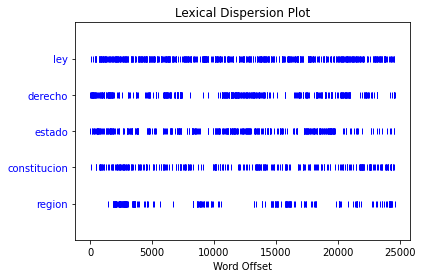 Lexical Dispersion Plot
ley
derecho
estado
constitucion
region
0 5000 10000 15000 20000 25000
Word Offset